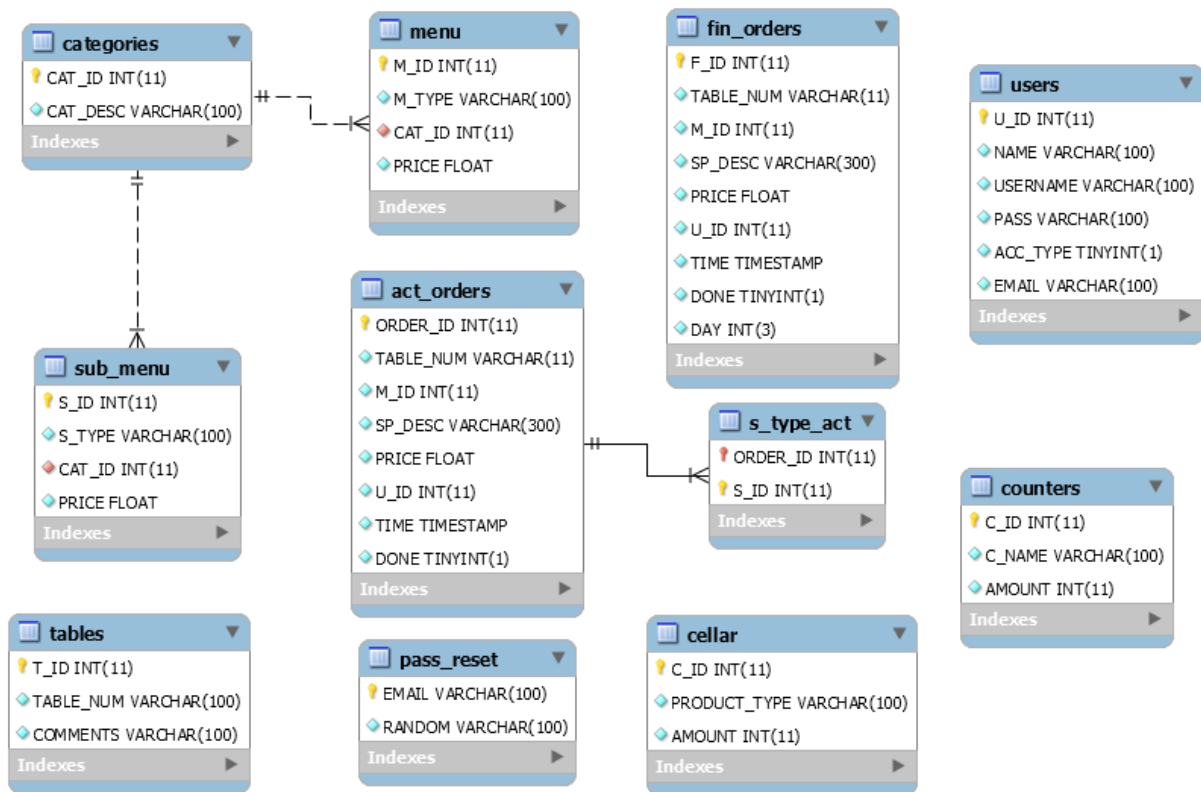 categories
CAT_ID INT(11)
CAT_DESC VARCHAR(100)
Indexes
menu
M_ID INT(11)
M_TYPE VARCHAR(100)
CAT_ID INT(11)
PRICE FLOAT
Indexes
fin_orders
F_ID INT(11)
TABLE_NUM VARCHAR(11)
M_ID INT(11)
SP_DESC VARCHAR(300)
PRICE FLOAT
U_ID INT(11)
TIME TIMESTAMP
DONE TINYINT(1)
DAY INT(3)
Indexes
users
U_ID INT(11)
NAME VARCHAR(100)
USERNAME VARCHAR(100)
PASS VARCHAR(100)
ACC_TYPE TINYINT(1)
EMAIL VARCHAR(100)
Indexes
act_orders
ORDER_ID INT(11)
TABLE_NUM VARCHAR(11)
M_ID INT(11)
SP_DESC VARCHAR(300)
PRICE FLOAT
U_ID INT(11)
TIME TIMESTAMP
DONE TINYINT(1)
Indexes
sub_menu
S_ID INT(11)
S_TYPE VARCHAR(100)
CAT_ID INT(11)
PRICE FLOAT
Indexes
s_type_act
ORDER_ID INT(11)
S_ID INT(11)
Indexes
counters
C_ID INT(11)
C_NAME VARCHAR(100)
AMOUNT INT(11)
Indexes
tables
T_ID INT(11)
TABLE_NUM VARCHAR(100)
COMMENTS VARCHAR(100)
Indexes
pass_reset
EMAIL VARCHAR(100)
RANDOM VARCHAR(100)
Indexes
cellar
C_ID INT(11)
PRODUCT_TYPE VARCHAR(100)
AMOUNT INT(11)
Indexes